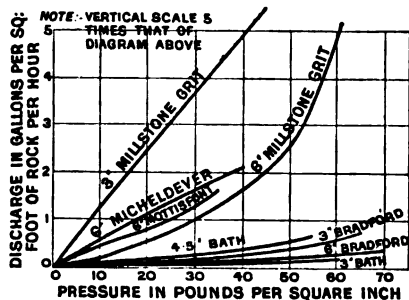 NOTE:- VERTICAL SCALE 5
TIMES THAT OF
DIAGRAM ABOVE
DISCHARGE IN GALLONS PER SQ:
FOOT OF ROCK PER HOUR
5
4
3
2
1
0
3" MILLSTONE GRIT
6" MILLSTONE GRIT
6" MICHELDEVER
6" MOTTISFONT
4·5" BATH
3" BRADFORD
6" BRADFORD
3" BATH
0 10 20 30 40 50 60 70
PRESSURE IN POUNDS PER SQUARE INCH